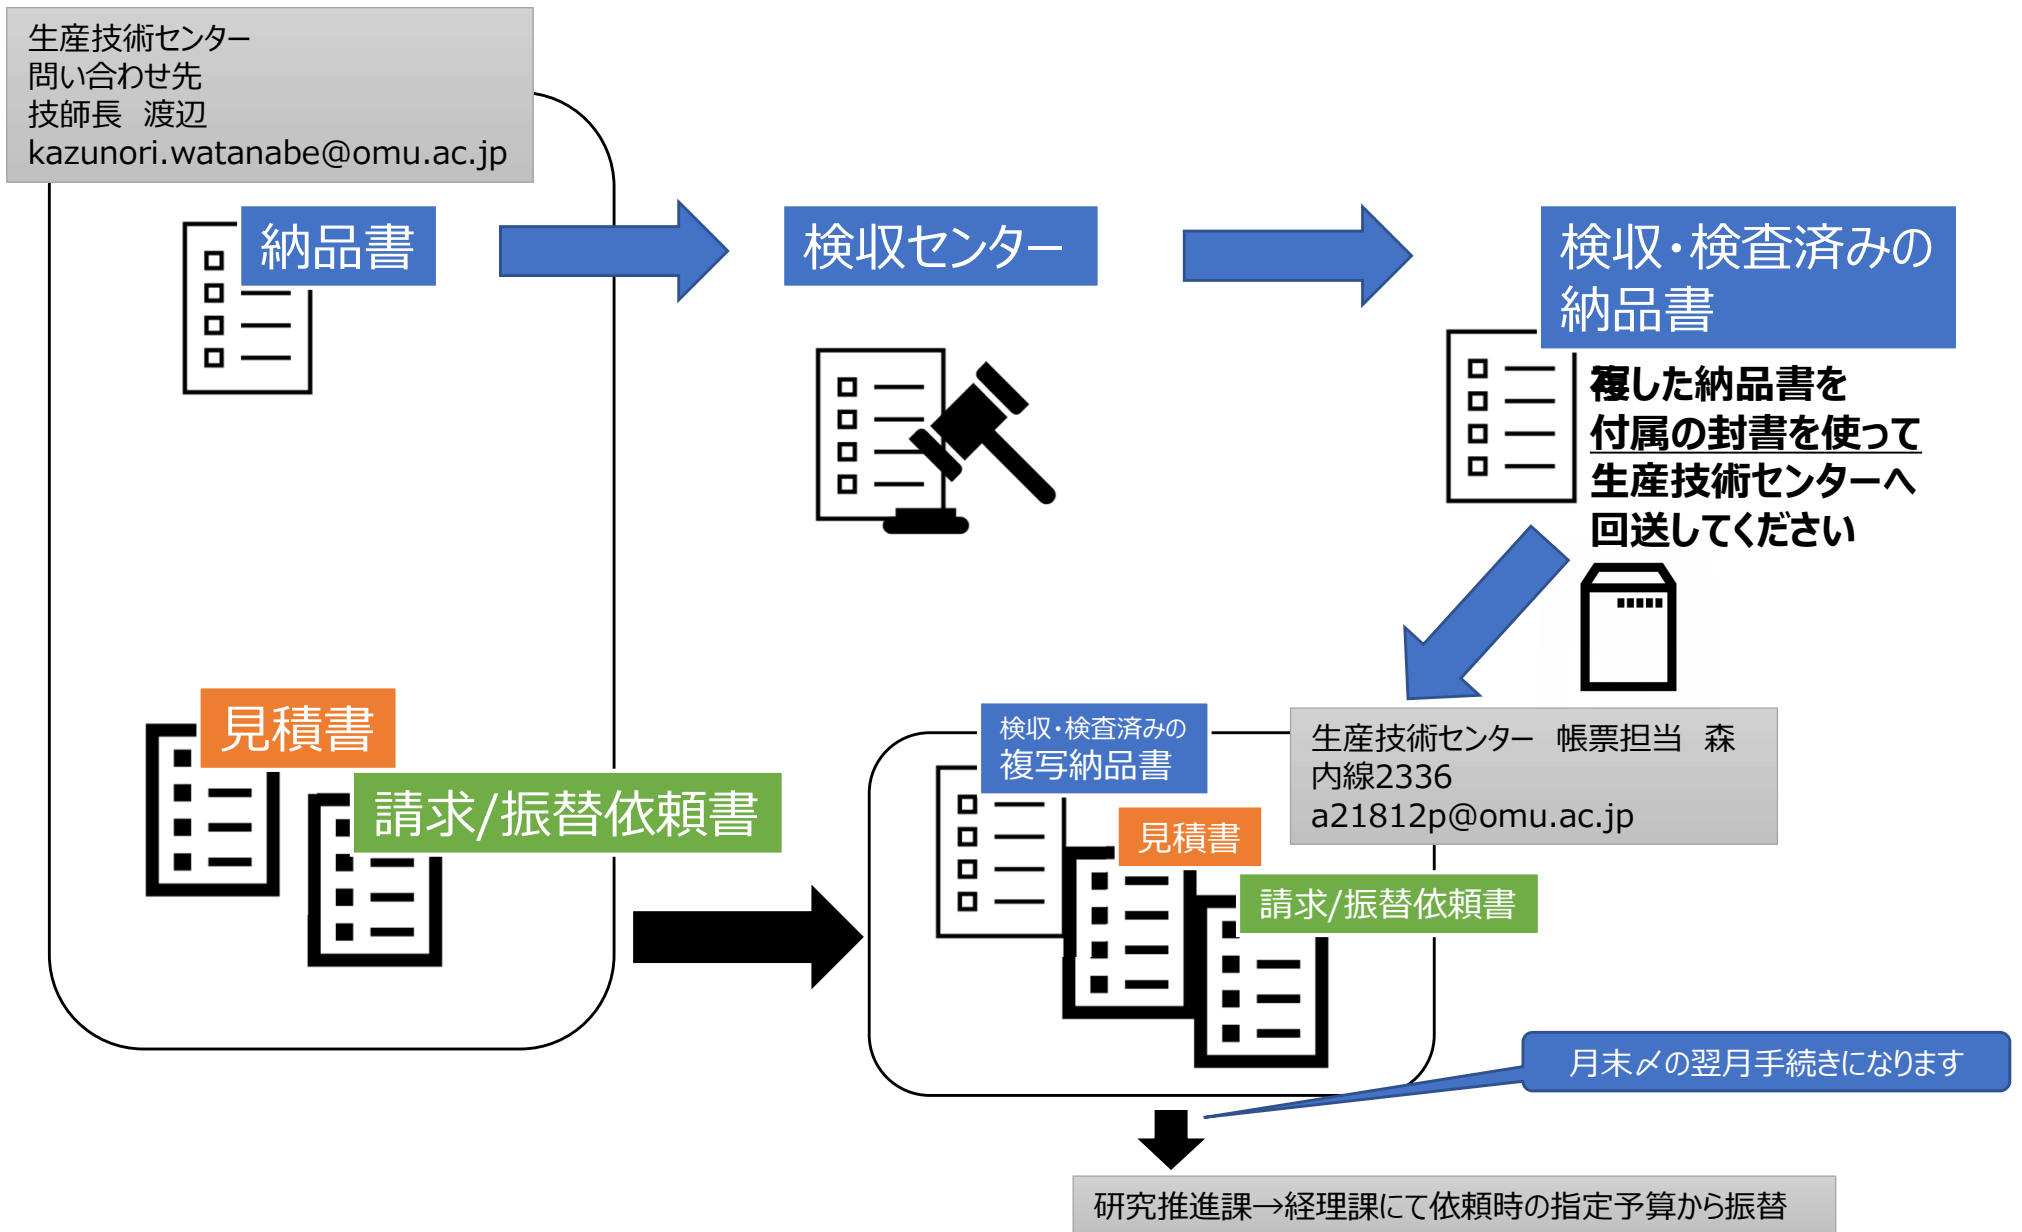 生産技術センター
問い合わせ先
技師長　渡辺
kazunori.watanabe@omu.ac.jp
納品書
検収センター
検収・検査済みの
納品書
した納品書を
付属の封書を使って
生産技術センターへ
回送してください
見積書
請求/振替依頼書
検収・検査済みの
複写納品書
見積書
請求/振替依頼書
生産技術センター　帳票担当　森
内線2336
a21812p@omu.ac.jp
月末〆の翌月手続きになります
研究推進課→経理課にて依頼時の指定予算から振替